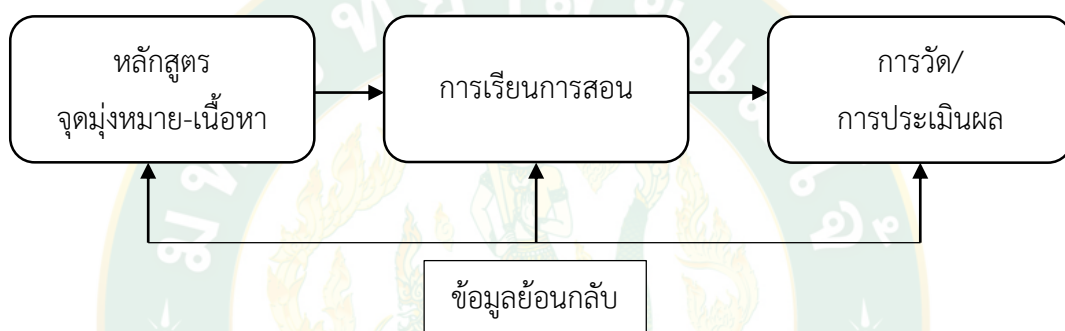 หลักสูตร
จุดมุ่งหมาย-เนื้อหา
การเรียนการสอน
การวัด/
การประเมินผล
ข้อมูลย้อนกลับ